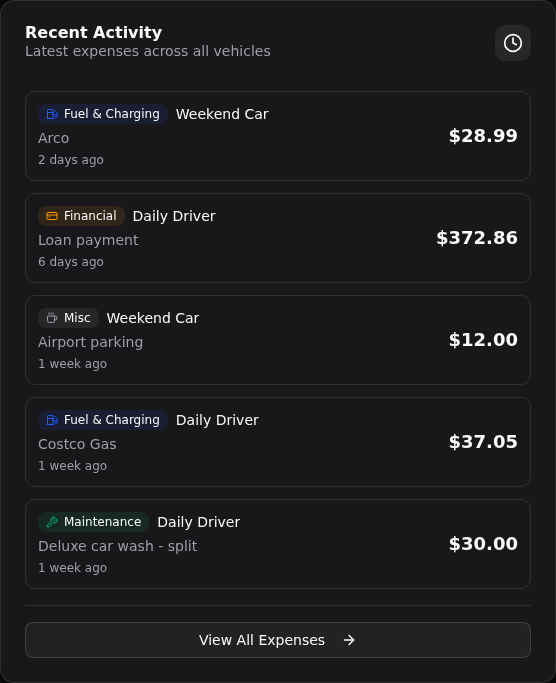 Recent Activity
Latest expenses across all vehicles
Fuel & Charging Weekend Car
Arco
$28.99
2 days ago
Financial Daily Driver
Loan payment
$372.86
6 days ago
Misc Weekend Car
Airport parking
$12.00
1 week ago
Fuel & Charging Daily Driver
Costco Gas
$37.05
1 week ago
Maintenance Daily Driver
Deluxe car wash - split
$30.00
1 week ago
View All Expenses